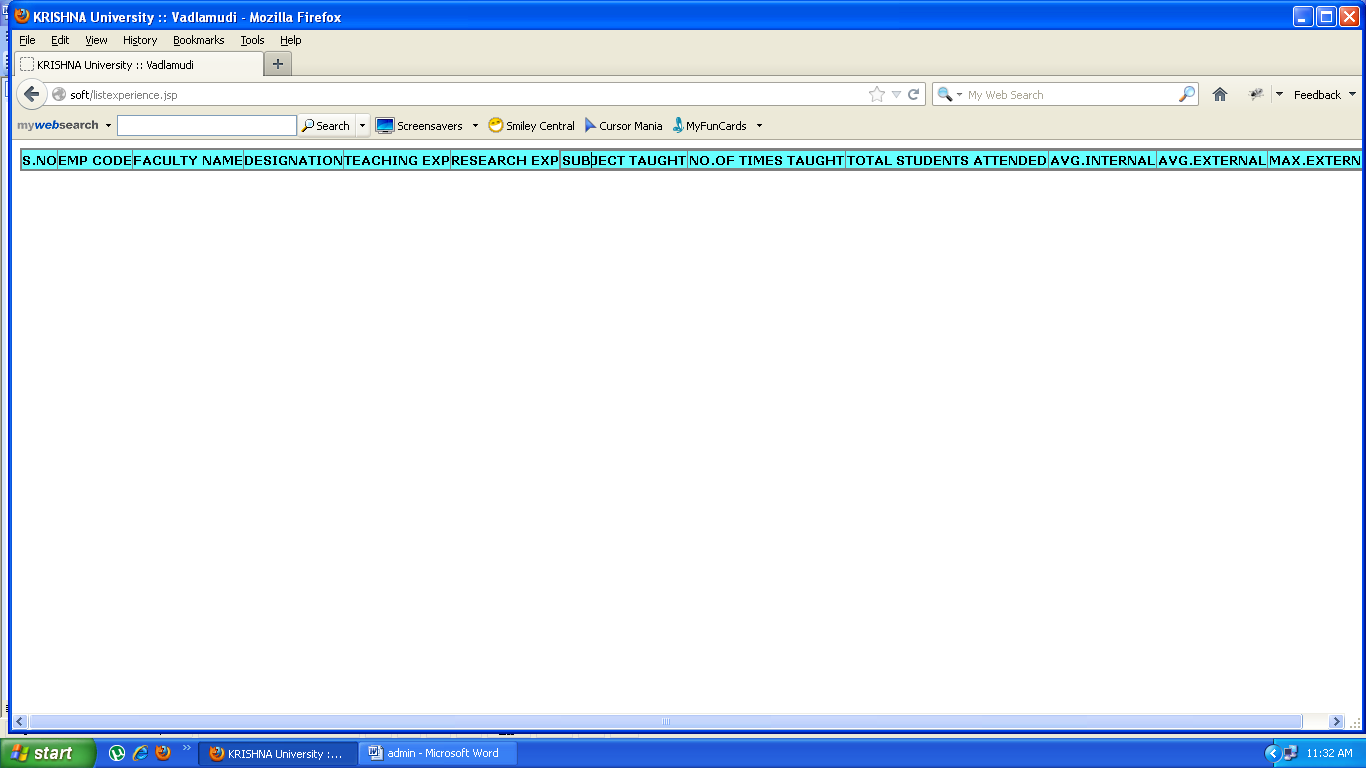 KRISHNA University :: Vadlamudi - Mozilla Firefox
File Edit View History Bookmarks Tools Help
KRISHNA University :: Vadlamudi
soft/listexperience.jsp My Web Search Feedback
mywebsearch Search Screensavers Smiley Central Cursor Mania MyFunCards
S.NO EMP CODE FACULTY NAME DESIGNATION TEACHING EXP RESEARCH EXP SUBJECT TAUGHT NO.OF TIMES TAUGHT TOTAL STUDENTS ATTENDED AVG.INTERNAL AVG.EXTERNAL MAX.EXTERN
start KRISHNA University :... admin - Microsoft Word 11:32 AM